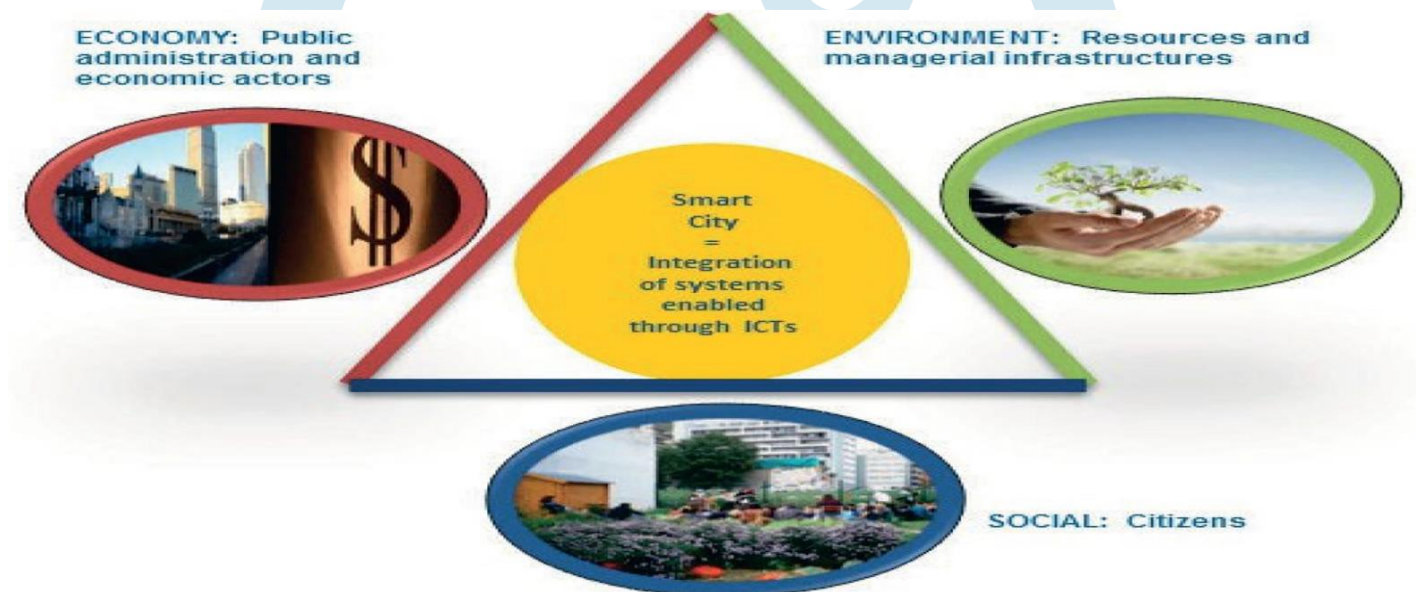 ECONOMY: Public
administration and
economic actors
ENVIRONMENT: Resources and
managerial infrastructures
$
Smart
City
=
Integration
of systems
enabled
through ICTs
SOCIAL: Citizens